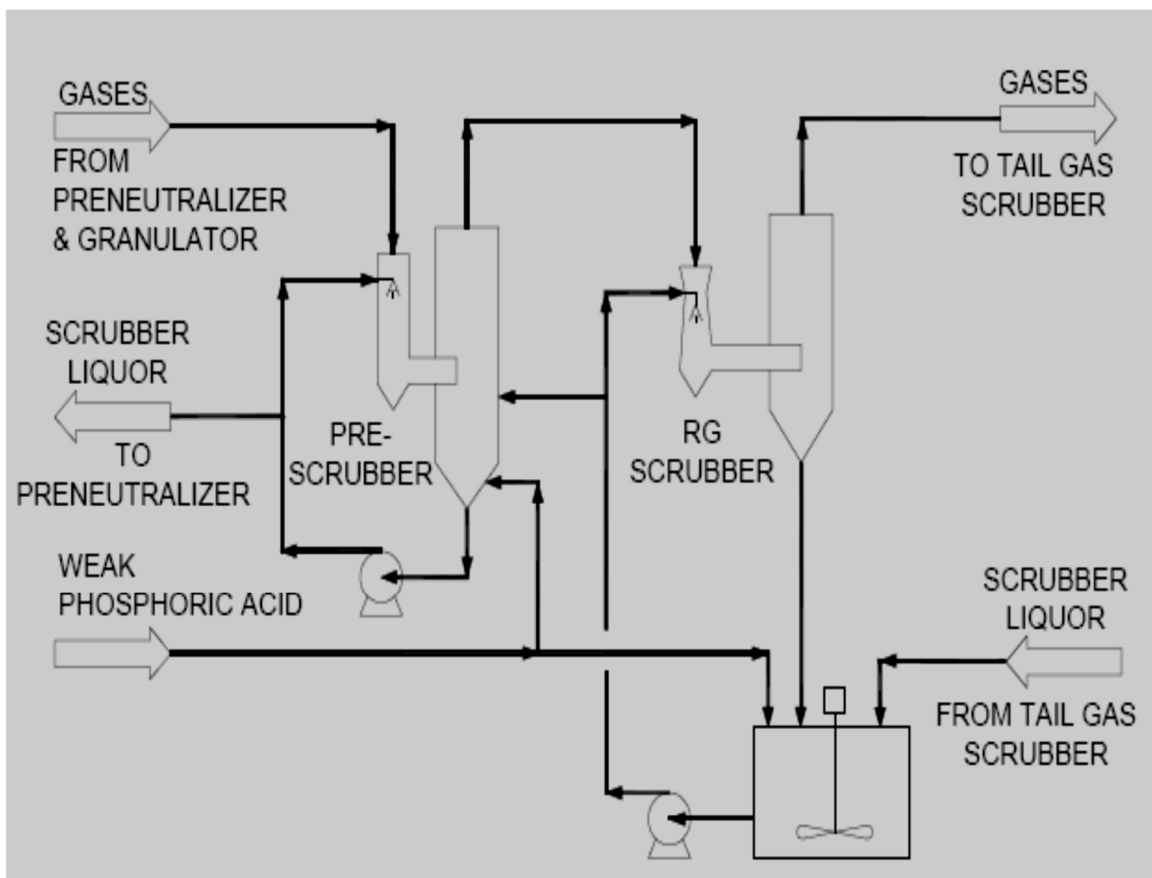 GASES
FROM
PRENEUTRALIZER
& GRANULATOR
GASES
TO TAIL GAS
SCRUBBER
SCRUBBER
LIQUOR
TO
PRENEUTRALIZER
PRE-
SCRUBBER
RG
SCRUBBER
WEAK
PHOSPHORIC ACID
SCRUBBER
LIQUOR
FROM TAIL GAS
SCRUBBER